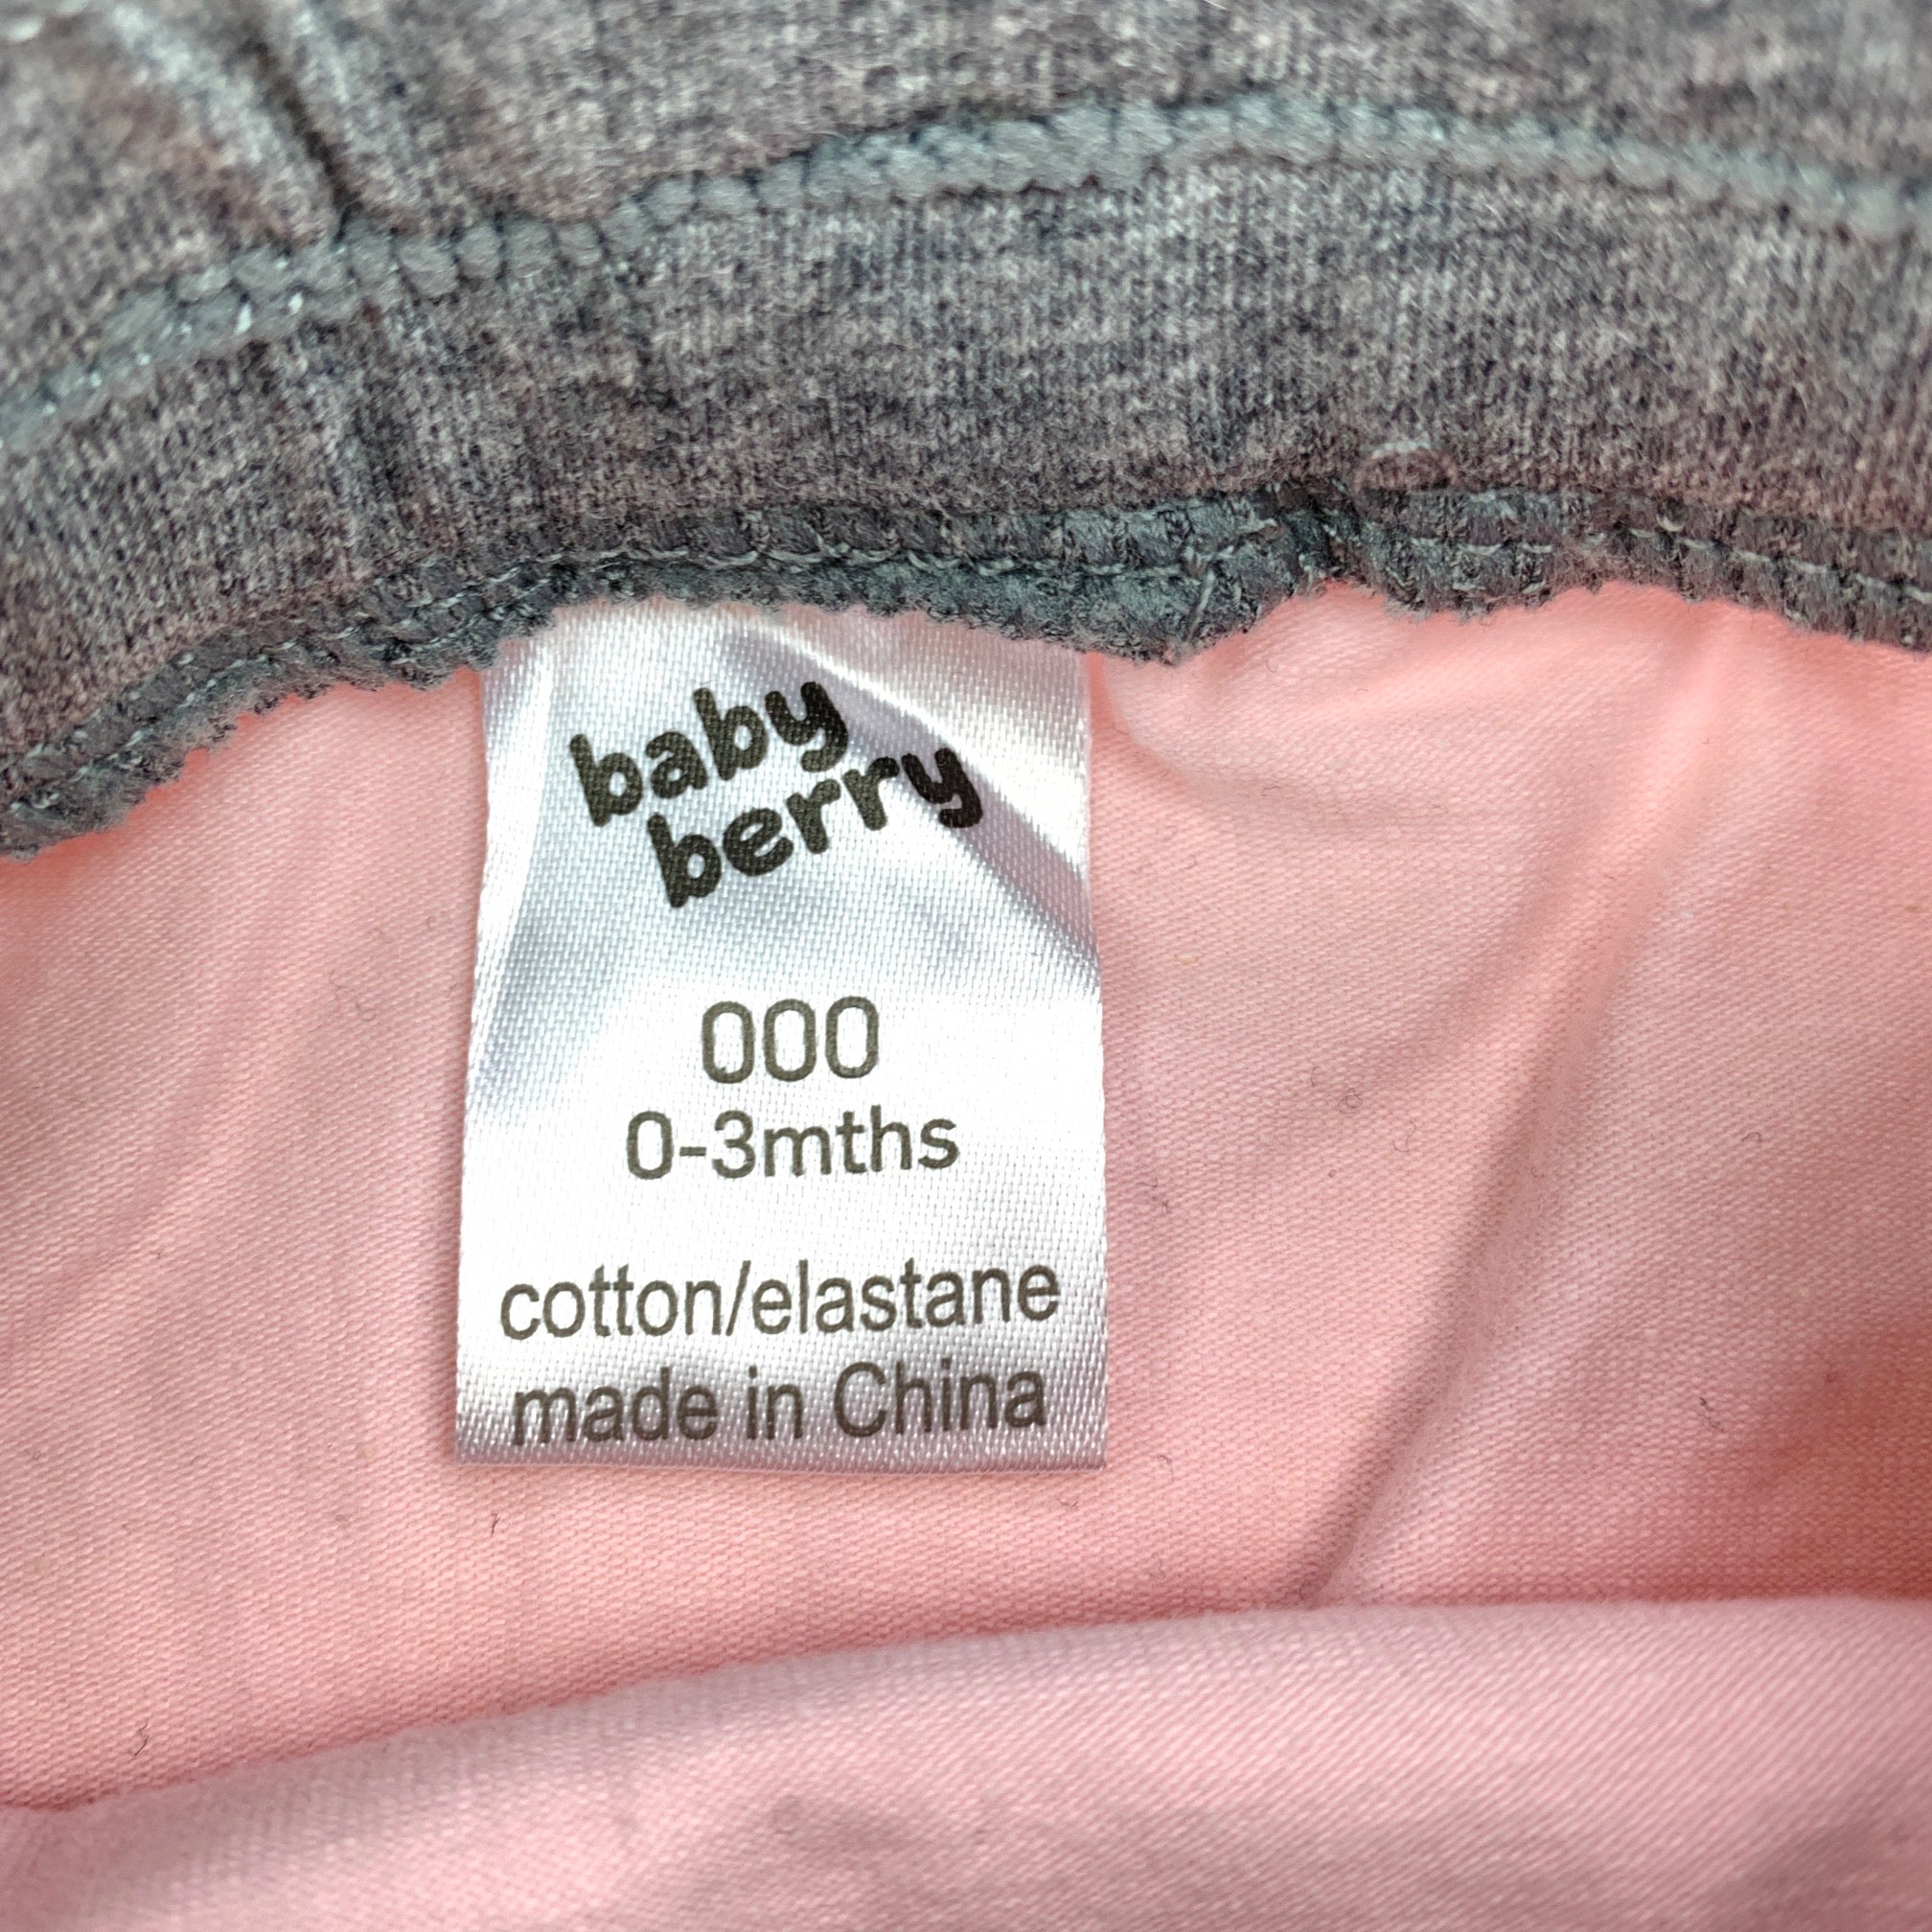 baby
berry
000
0-3mths
cotton/elastane
made in China